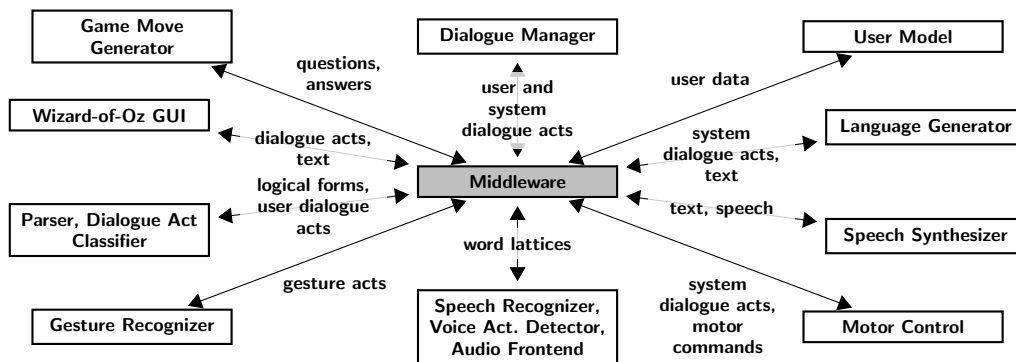 Game Move
Generator
Dialogue Manager
User Model
questions,
answers
user data
user and
system
dialogue acts
Wizard-of-Oz GUI
Language Generator
dialogue acts,
text
system
dialogue acts,
text
Middleware
logical forms,
user dialogue
acts
text, speech
Parser, Dialogue Act
Classifier
Speech Synthesizer
word lattices
gesture acts
system
dialogue acts,
motor
commands
Gesture Recognizer
Speech Recognizer,
Voice Act. Detector,
Audio Frontend
Motor Control